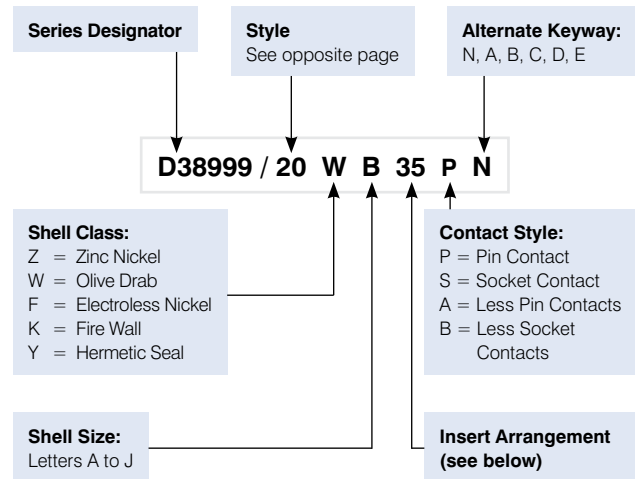 Series Designator
Style
See opposite page
Alternate Keyway:
N, A, B, C, D, E
D38999 / 20 W B 35 P N
Shell Class:
Z = Zinc Nickel
W = Olive Drab
F = Electroless Nickel
K = Fire Wall
Y = Hermetic Seal
Contact Style:
P = Pin Contact
S = Socket Contact
A = Less Pin Contacts
B = Less Socket
Contacts
Shell Size:
Letters A to J
Insert Arrangement
(see below)